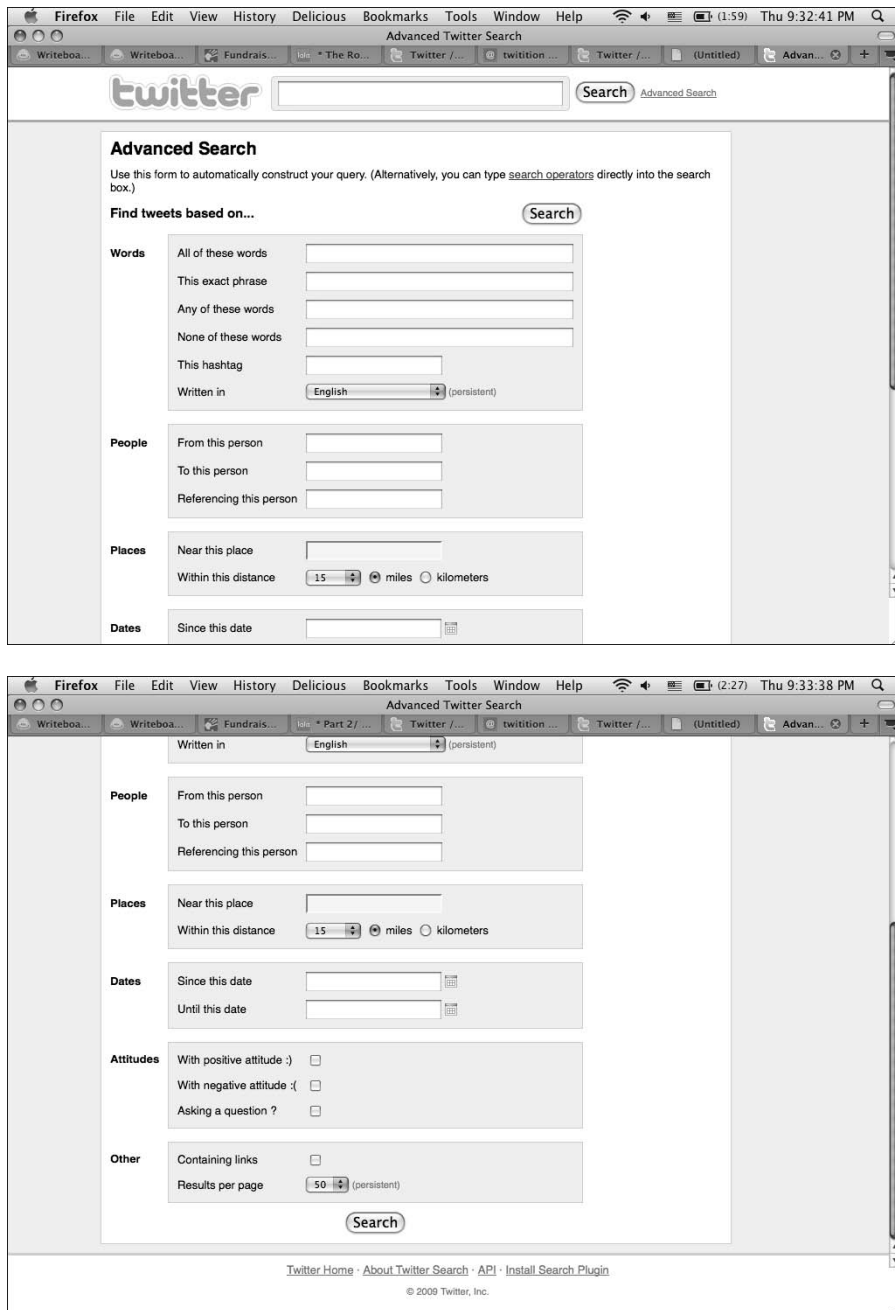 Firefox File Edit View History Delicious Bookmarks Tools Window Help (1:59) Thu 9:32:41 PM
Advanced Twitter Search
Writeboa... Writeboa... Fundrais... * The Ro... Twitter /... twitition ... Twitter /... (Untitled) Advan...
twitter Search Advanced Search
Advanced Search
Use this form to automatically construct your query. (Alternatively, you can type search operators directly into the search
box.)
Find tweets based on... Search
Words All of these words
This exact phrase
Any of these words
None of these words
This hashtag
Written in English (persistent)
People From this person
To this person
Referencing this person
Places Near this place
Within this distance 15 miles kilometers
Dates Since this date
Firefox File Edit View History Delicious Bookmarks Tools Window Help (2:27) Thu 9:33:38 PM
Advanced Twitter Search
Writeboa... Writeboa... Fundrais... * Part 2/ ... Twitter /... twitition ... Twitter /... (Untitled) Advan...
Written in English (persistent)
People From this person
To this person
Referencing this person
Places Near this place
Within this distance 15 miles kilometers
Dates Since this date
Until this date
Attitudes With positive attitude :)
With negative attitude :(
Asking a question ?
Other Containing links
Results per page 50 (persistent)
Search
Twitter Home · About Twitter Search · API · Install Search Plugin
© 2009 Twitter, Inc.